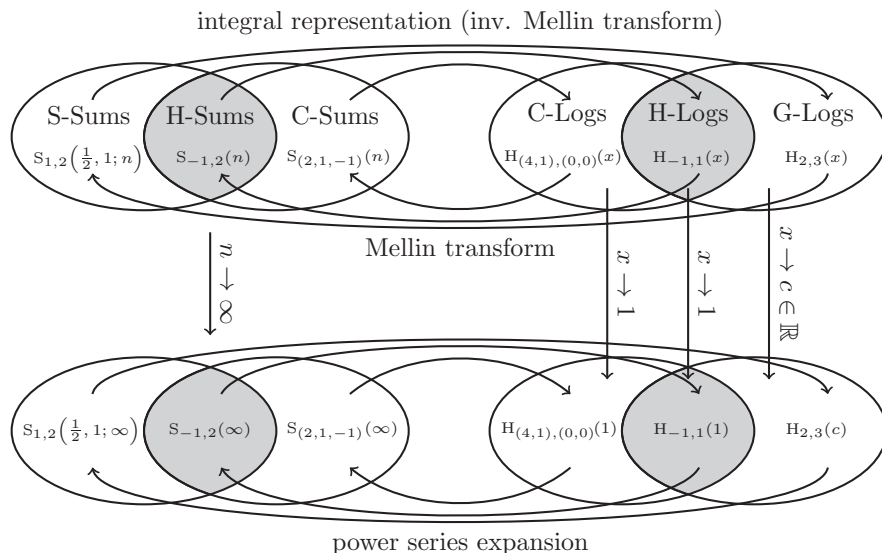 integral representation (inv. Mellin transform)
S-Sums H-Sums C-Sums C-Logs H-Logs G-Logs
S₁,₂(½, 1; n) S₋₁,₂(n) S₍₂,₁,₋₁₎(n) H₍₄,₁₎,₍₀,₀₎(x) H₋₁,₁(x) H₂,₃(x)
Mellin transform
n → ∞
x → 1
x → 1
x → c ∈ ℝ
S₁,₂(½, 1; ∞) S₋₁,₂(∞) S₍₂,₁,₋₁₎(∞) H₍₄,₁₎,₍₀,₀₎(1) H₋₁,₁(1) H₂,₃(c)
power series expansion